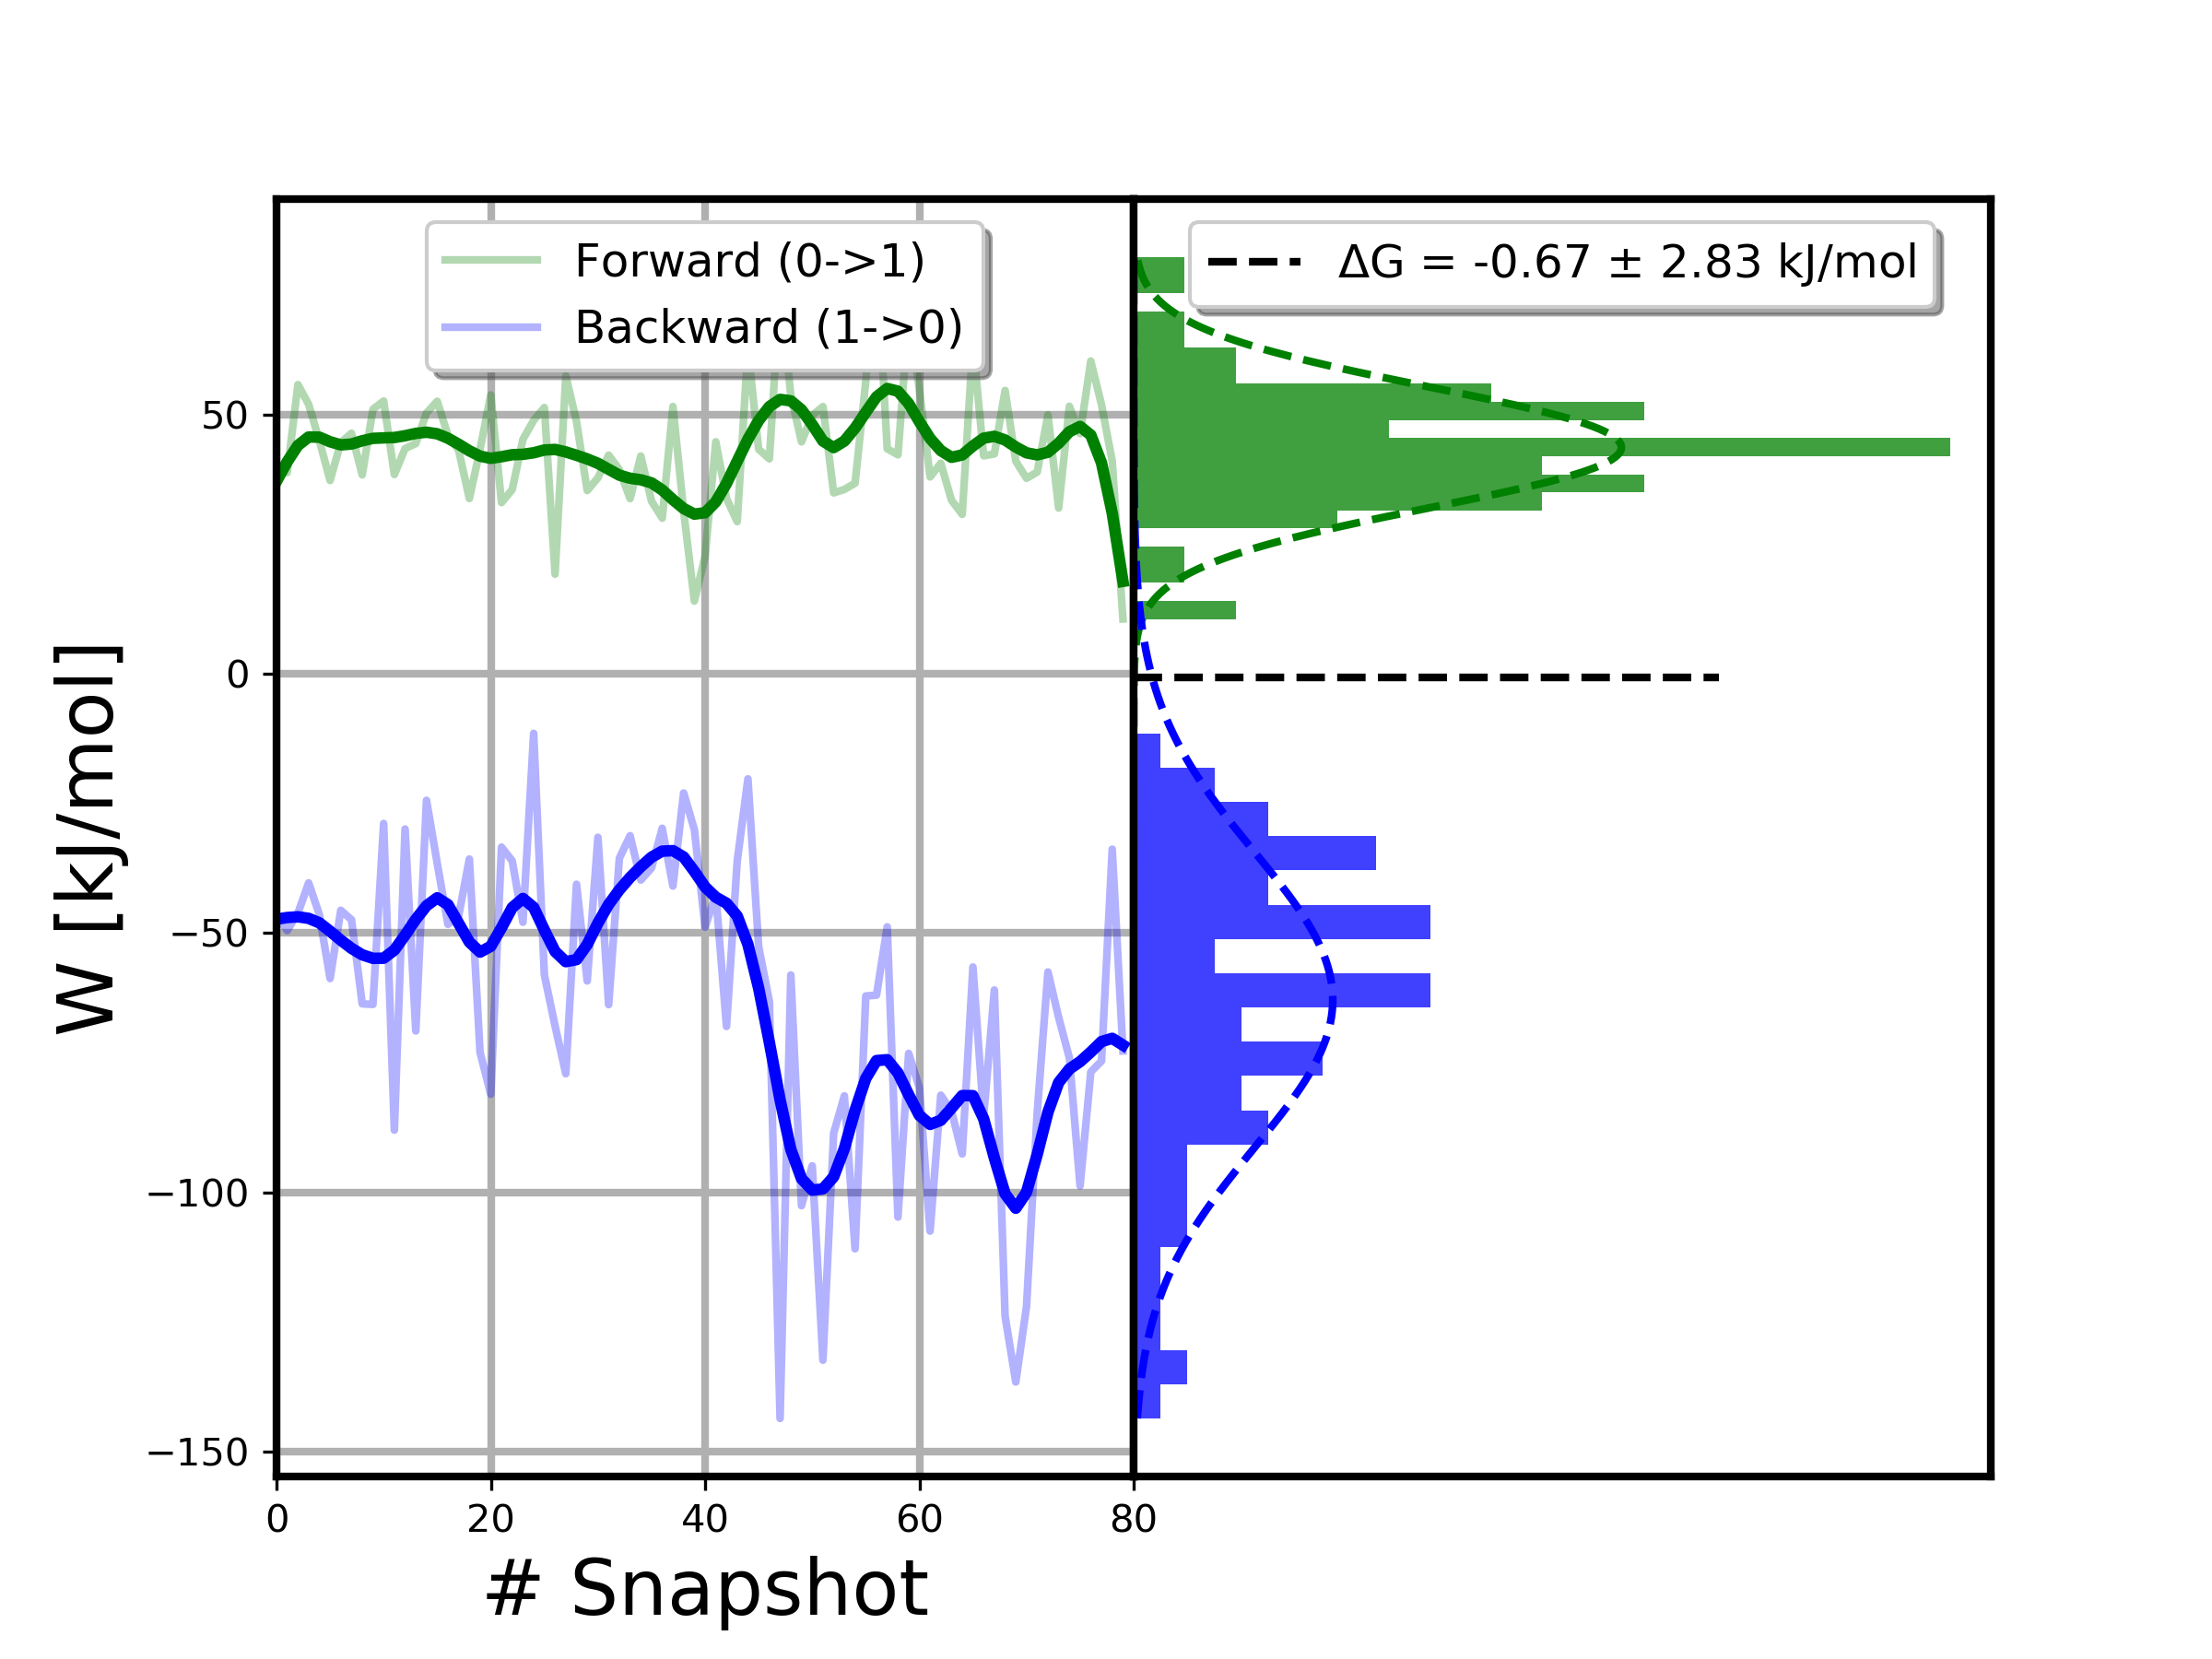 Forward (0->1)
Backward (1->0)
ΔG = -0.67 ± 2.83 kJ/mol
W [kJ/mol]
50
0
−50
−100
−150
0 20 40 60 80
# Snapshot